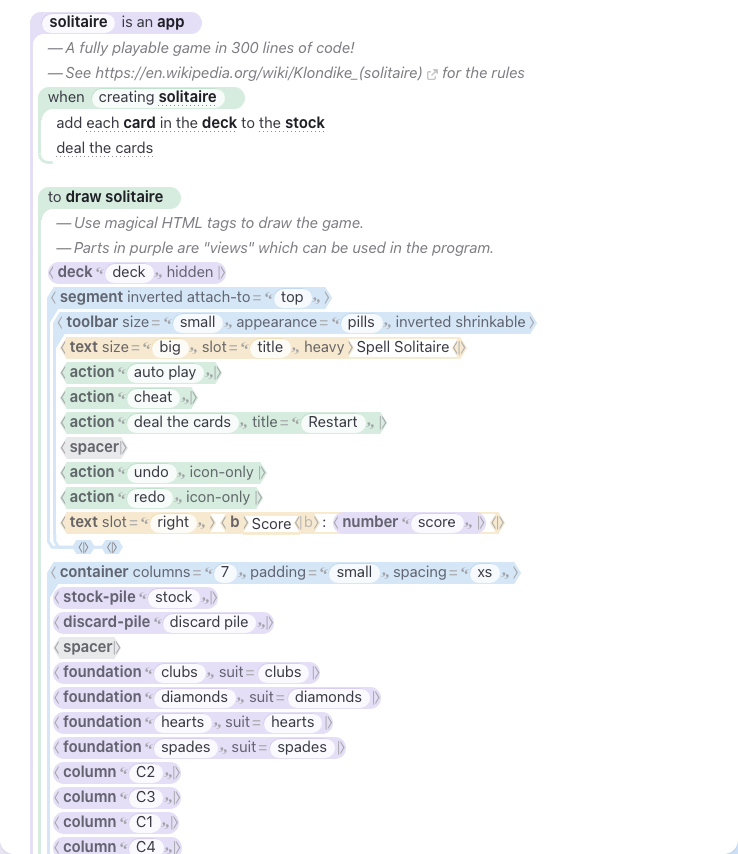 solitaire is an app
— A fully playable game in 300 lines of code!
— See https://en.wikipedia.org/wiki/Klondike_(solitaire) for the rules
when creating solitaire
add each card in the deck to the stock
deal the cards
to draw solitaire
— Use magical HTML tags to draw the game.
— Parts in purple are "views" which can be used in the program.
〈 deck “ deck ”, hidden |〉
〈 segment inverted attach-to = “ top ”, 〉
〈 toolbar size = “ small ”, appearance = “ pills ”, inverted shrinkable 〉
〈 text size = “ big ”, slot = “ title ”, heavy 〉 Spell Solitaire 〈|〉
〈 action “ auto play ”, |〉
〈 action “ cheat ”, |〉
〈 action “ deal the cards ”, title = “ Restart ”, |〉
〈 spacer |〉
〈 action “ undo ”, icon-only |〉
〈 action “ redo ”, icon-only |〉
〈 text slot = “ right ”, 〉 〈 b 〉 Score 〈| b 〉 : 〈 number “ score ”, |〉 〈|〉
〈|〉 〈|〉
〈 container columns = “ 7 ”, padding = “ small ”, spacing = “ xs ”, 〉
〈 stock-pile “ stock ”, |〉
〈 discard-pile “ discard pile ”, |〉
〈 spacer |〉
〈 foundation “ clubs ”, suit = clubs |〉
〈 foundation “ diamonds ”, suit = diamonds |〉
〈 foundation “ hearts ”, suit = hearts |〉
〈 foundation “ spades ”, suit = spades |〉
〈 column “ C2 ”, |〉
〈 column “ C3 ”, |〉
〈 column “ C1 ”, |〉
〈 column “ C4 ”, |〉